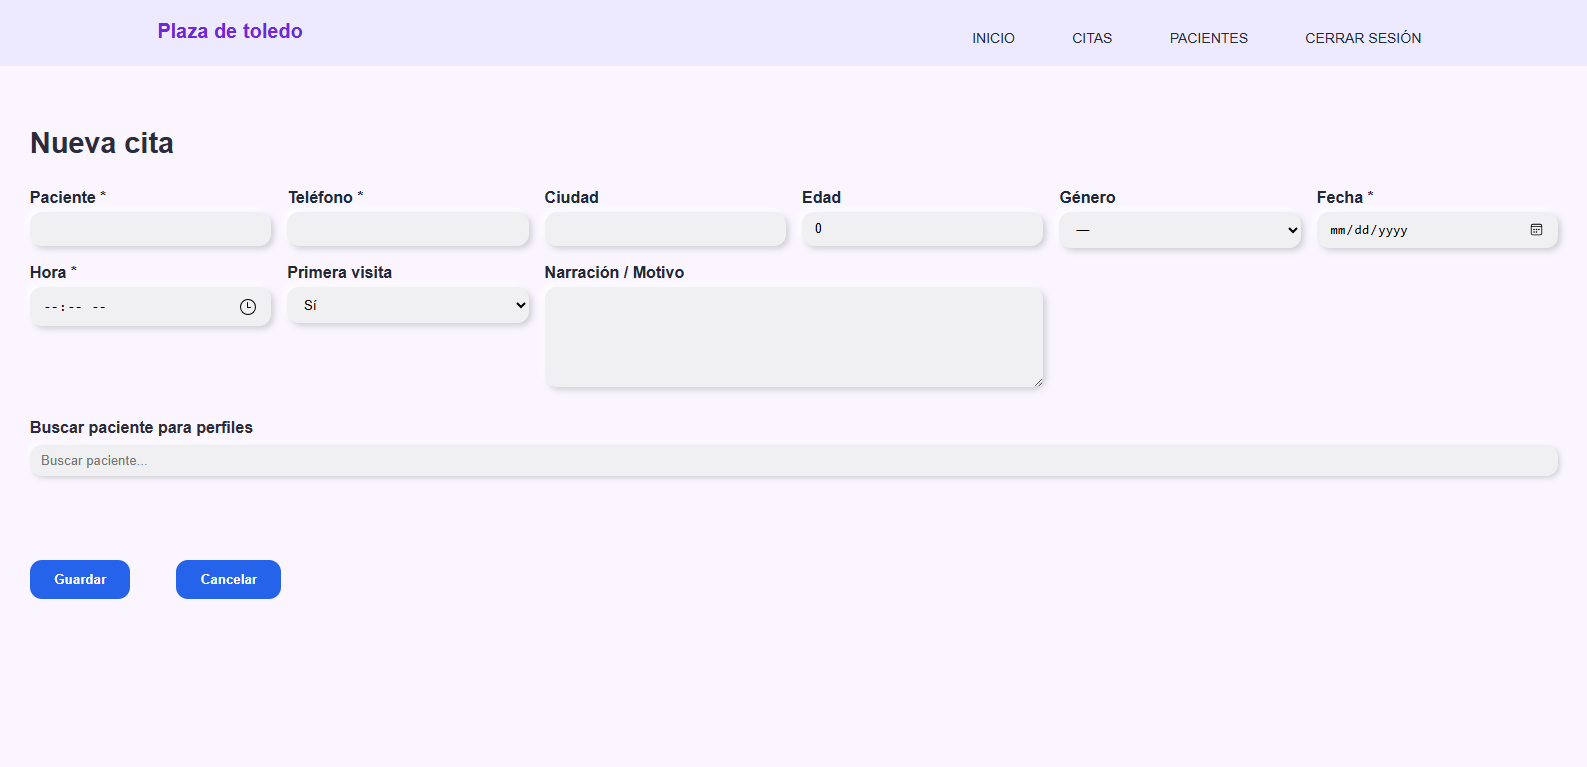 Plaza de toledo
INICIO CITAS PACIENTES CERRAR SESIÓN
Nueva cita
Paciente * Teléfono * Ciudad Edad Género Fecha *
0 — mm/dd/yyyy
Hora * Primera visita Narración / Motivo
--:-- -- Sí
Buscar paciente para perfiles
Buscar paciente...
Guardar Cancelar